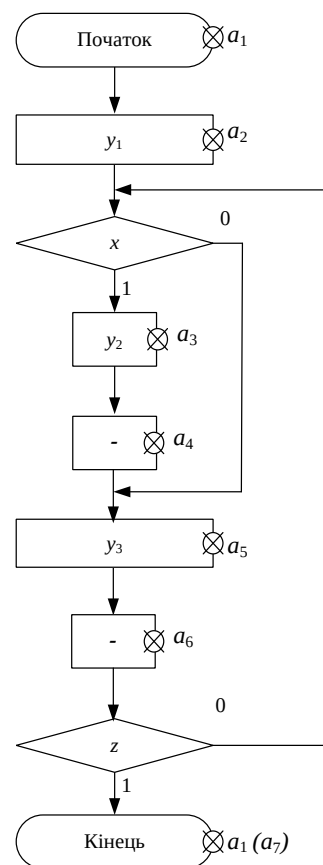 Початок a₁
y₁ a₂
0
x
1
y₂ a₃
- a₄
y₃ a₅
- a₆
0
z
1
Кінець a₁ (a₇)